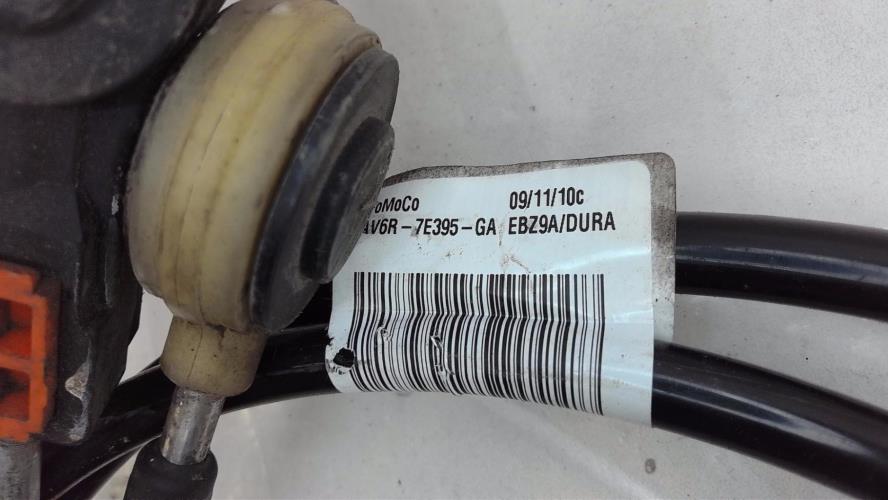 oMoCo 09/11/10c
AV6R-7E395-GA EBZ9A/DURA